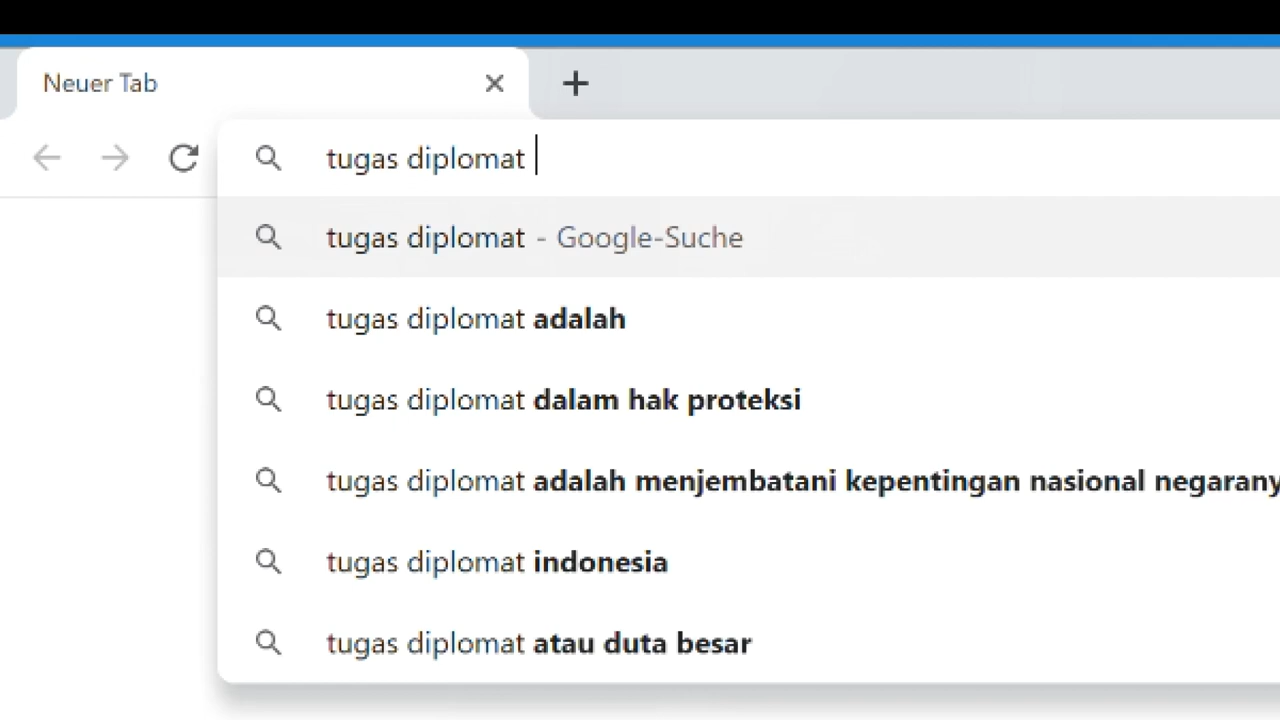 Neuer Tab
tugas diplomat
tugas diplomat - Google-Suche
tugas diplomat adalah
tugas diplomat dalam hak proteksi
tugas diplomat adalah menjembatani kepentingan nasional
tugas diplomat indonesia
tugas diplomat atau duta besar